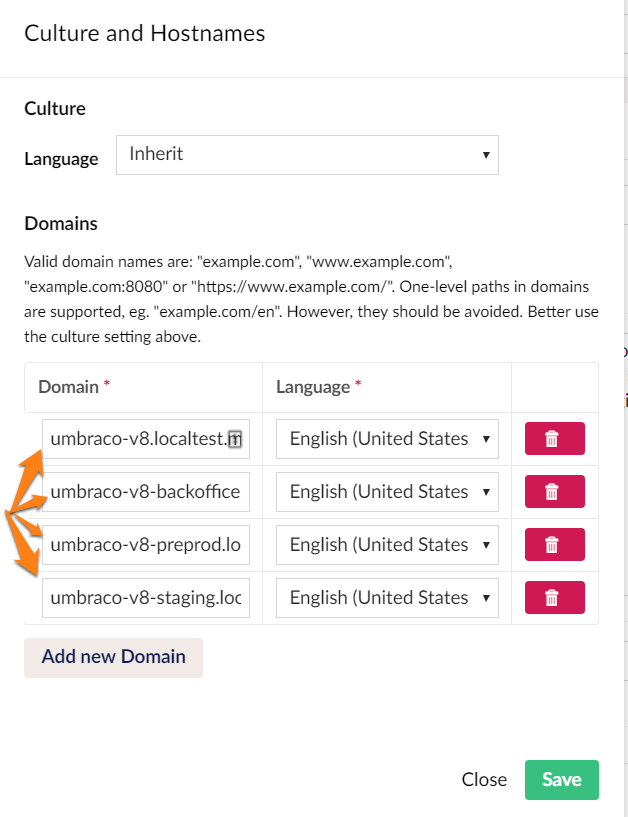 Culture and Hostnames
Culture
Language Inherit
Domains
Valid domain names are: "example.com", "www.example.com",
"example.com:8080" or "https://www.example.com/". One-level paths in domains
are supported, eg. "example.com/en". However, they should be avoided. Better use
the culture setting above.
Domain * Language *
umbraco-v8.localtest.m English (United States
umbraco-v8-backoffice English (United States
umbraco-v8-preprod.lo English (United States
umbraco-v8-staging.loc English (United States
Add new Domain
Close Save